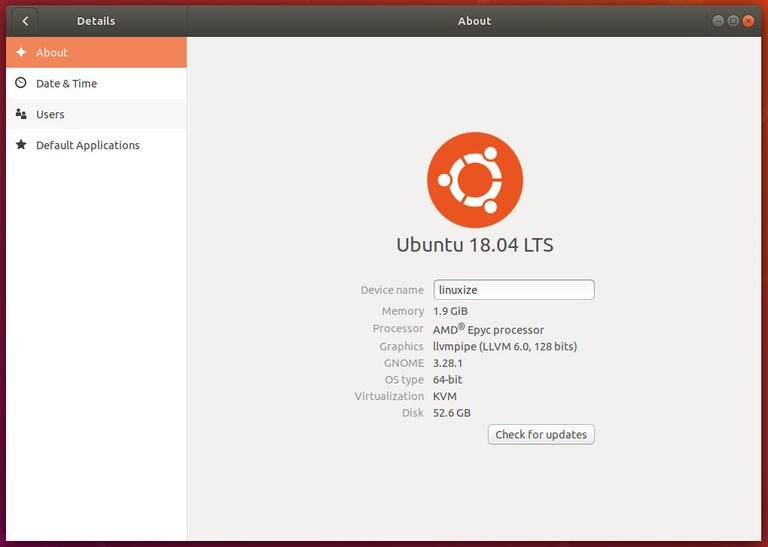 Details
About
About
Date & Time
Users
Default Applications
Ubuntu 18.04 LTS
Device name linuxize
Memory 1.9 GiB
Processor AMD® Epyc processor
Graphics llvmpipe (LLVM 6.0, 128 bits)
GNOME 3.28.1
OS type 64-bit
Virtualization KVM
Disk 52.6 GB
Check for updates